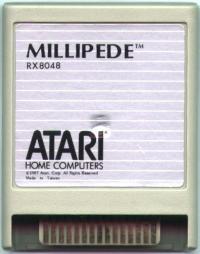 MILLIPEDE™
RX8048
ATARI
HOME COMPUTERS
©1987 Atari, Corp. All Rights Reserved
Made in Taiwan